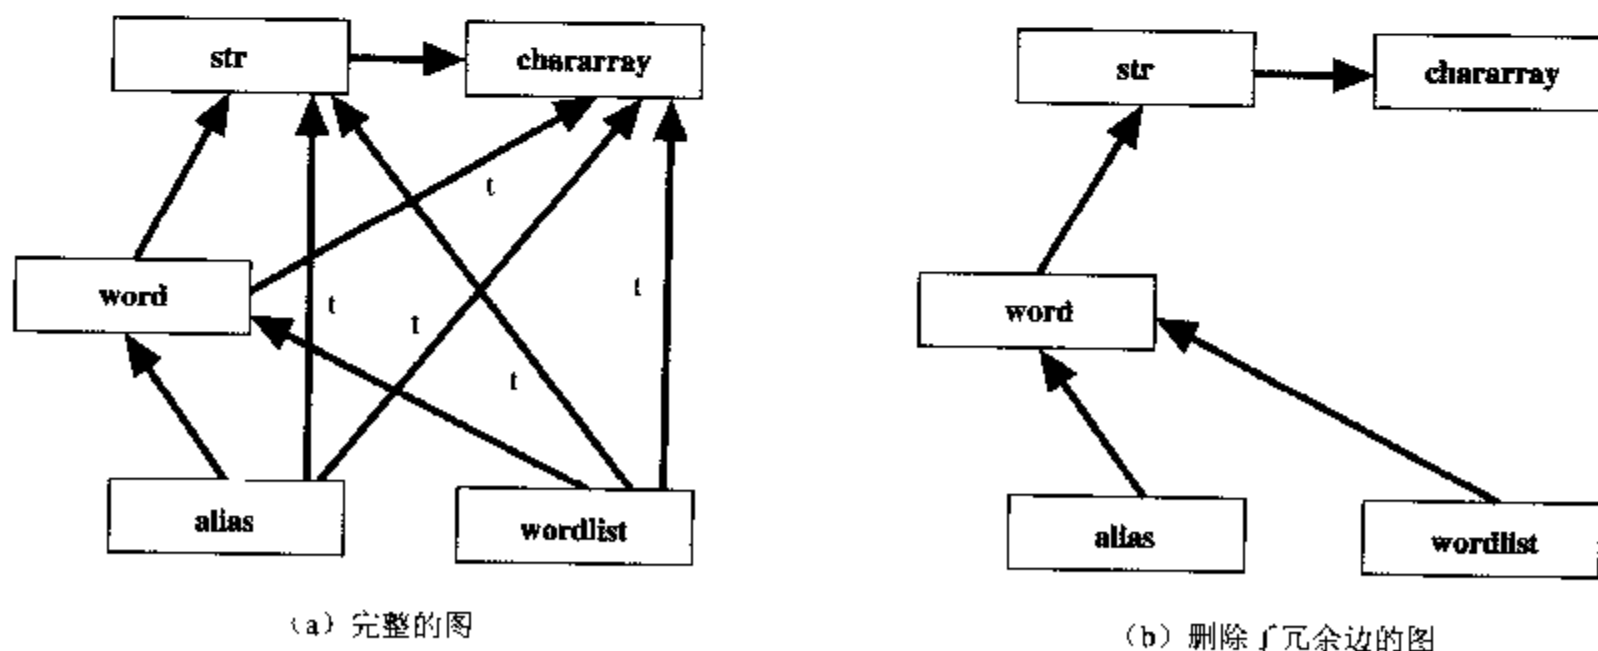 str
chararray
t
word
t
t
t
t
alias
wordlist
(a) 完整的图
str
chararray
word
alias
wordlist
(b) 删除了冗余边的图